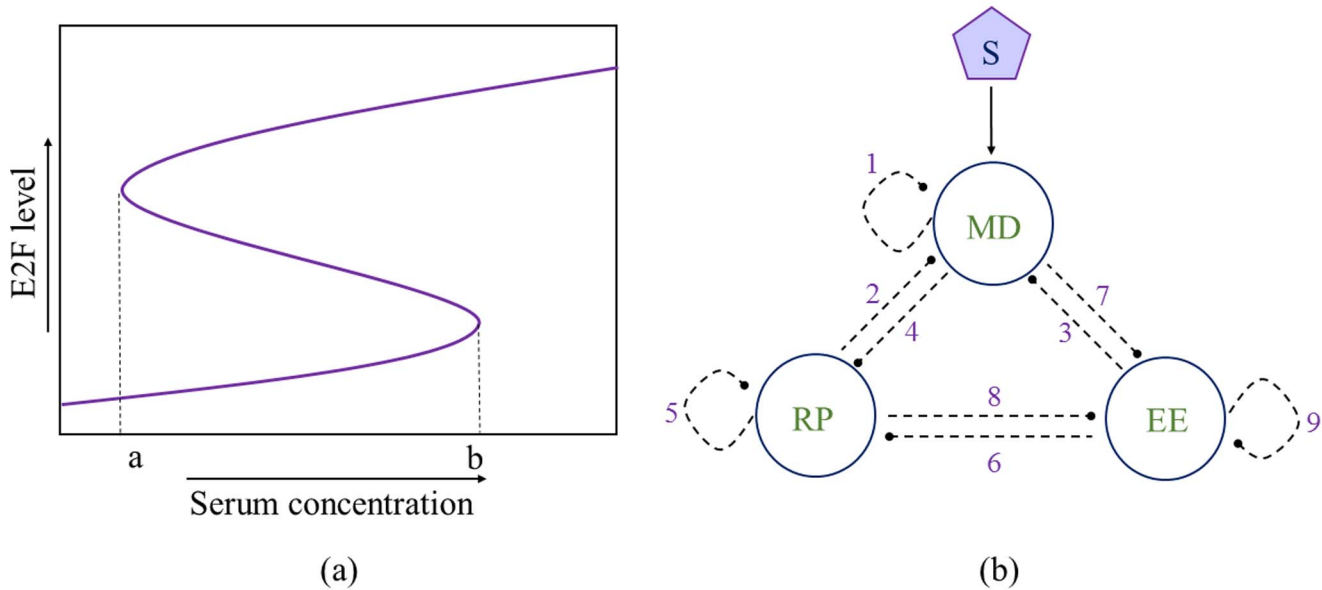 E2F level
a
b
Serum concentration
(a)
S
1
MD
2
4
7
3
5
RP
8
6
EE
9
(b)